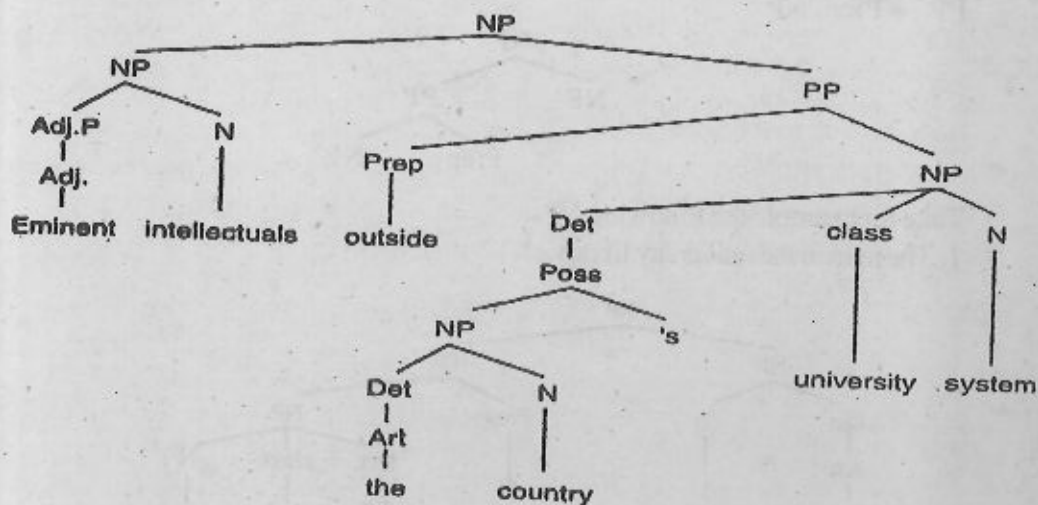 NP
NP
PP
Adj.P N
Prep
NP
Adj.
Det class N
Eminent intellectuals outside
Poss
NP 's
Det N
university system
Art
the country